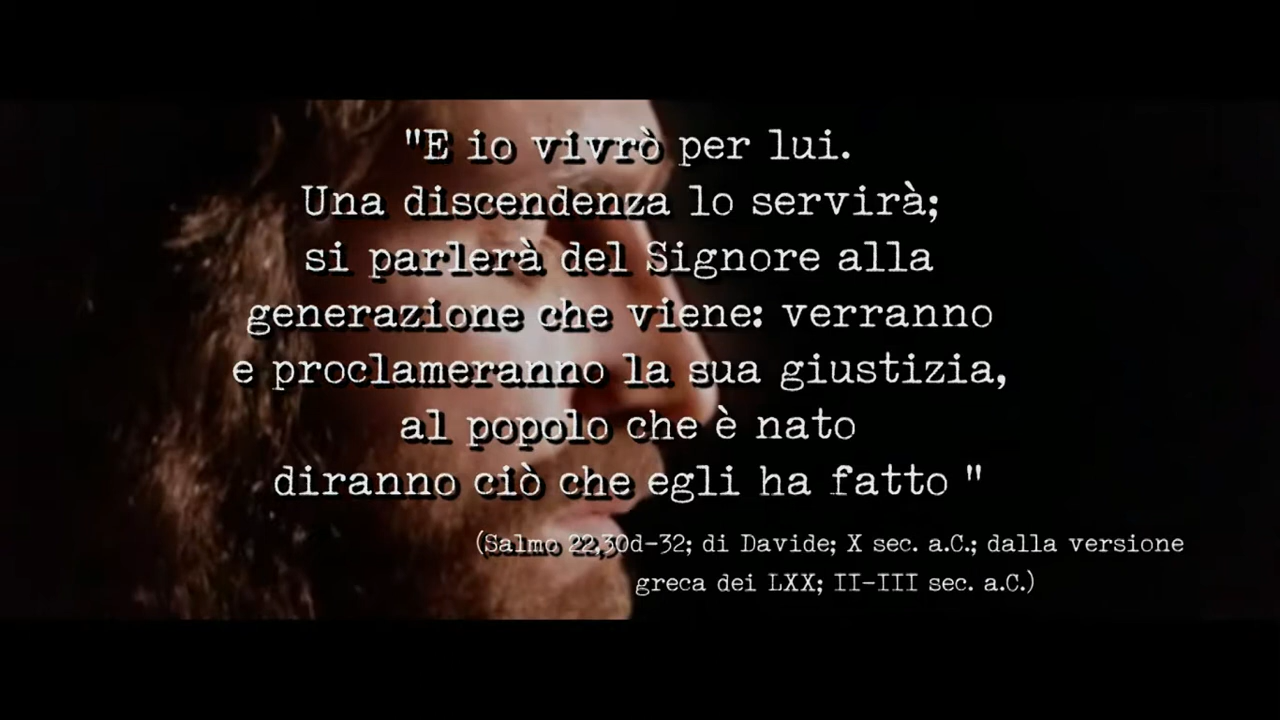 "E io vivrò per lui.
Una discendenza lo servirà;
si parlerà del Signore alla
generazione che viene: verranno
e proclameranno la sua giustizia,
al popolo che è nato
diranno ciò che egli ha fatto "
(Salmo 22,30d-32; di Davide; X sec. a.C.; dalla versione
greca dei LXX; II-III sec. a.C.)